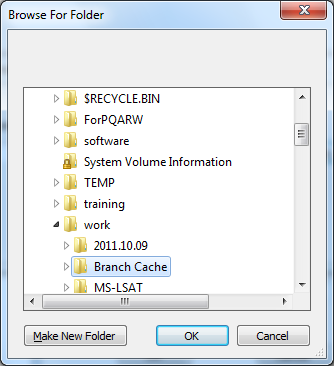 Browse For Folder
$RECYCLE.BIN
ForPQARW
software
System Volume Information
TEMP
training
work
2011.10.09
Branch Cache
MS-LSAT
Make New Folder
OK
Cancel